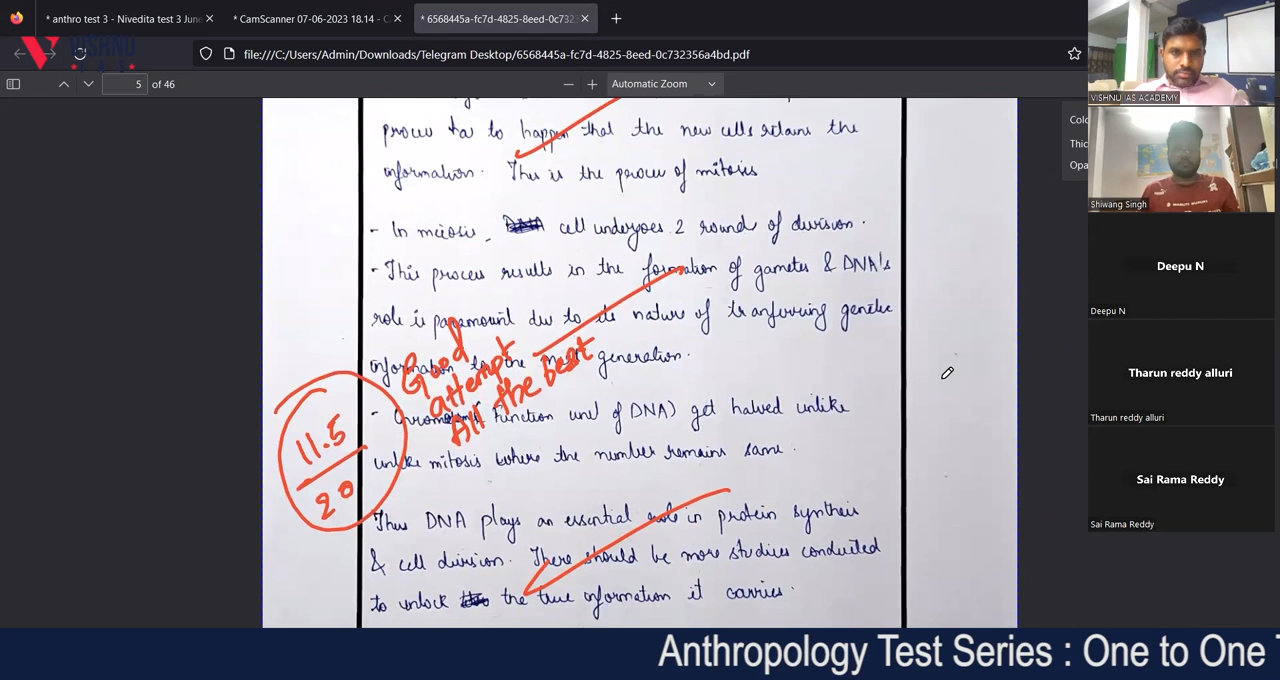 * anthro test 3 - Nivedita test 3 June
* CamScanner 07-06-2023 18.14 - C
* 6568445a-fc7d-4825-8eed-0c732
VISHNU
IAS
file:///C:/Users/Admin/Downloads/Telegram Desktop/6568445a-fc7d-4825-8eed-0c732356a4bd.pdf
5 of 46
Automatic Zoom
Colo
Thic
Opa
process has to happen that the new cells retains the
information. This is the process of mitosis
- In meiosis, cell undergoes 2 round of division.
- This process results in the formation of gametes & DNA's
role is paramount due to its nature of tranferring genetic
information to the next generation.
Good
attempt
All the best
- function unit of DNA) get halved unlike
unlike mitosis where the number remains same.
11.5
20
Thus DNA plays an essential role in protein synthesis
& cell division. There should be more studies conducted
to unlock the true information it carries.
VISHNU IAS ACADEMY
Shiwang Singh
Deepu N
Deepu N
Tharun reddy alluri
Tharun reddy alluri
Sai Rama Reddy
Sai Rama Reddy
Anthropology Test Series : One to One